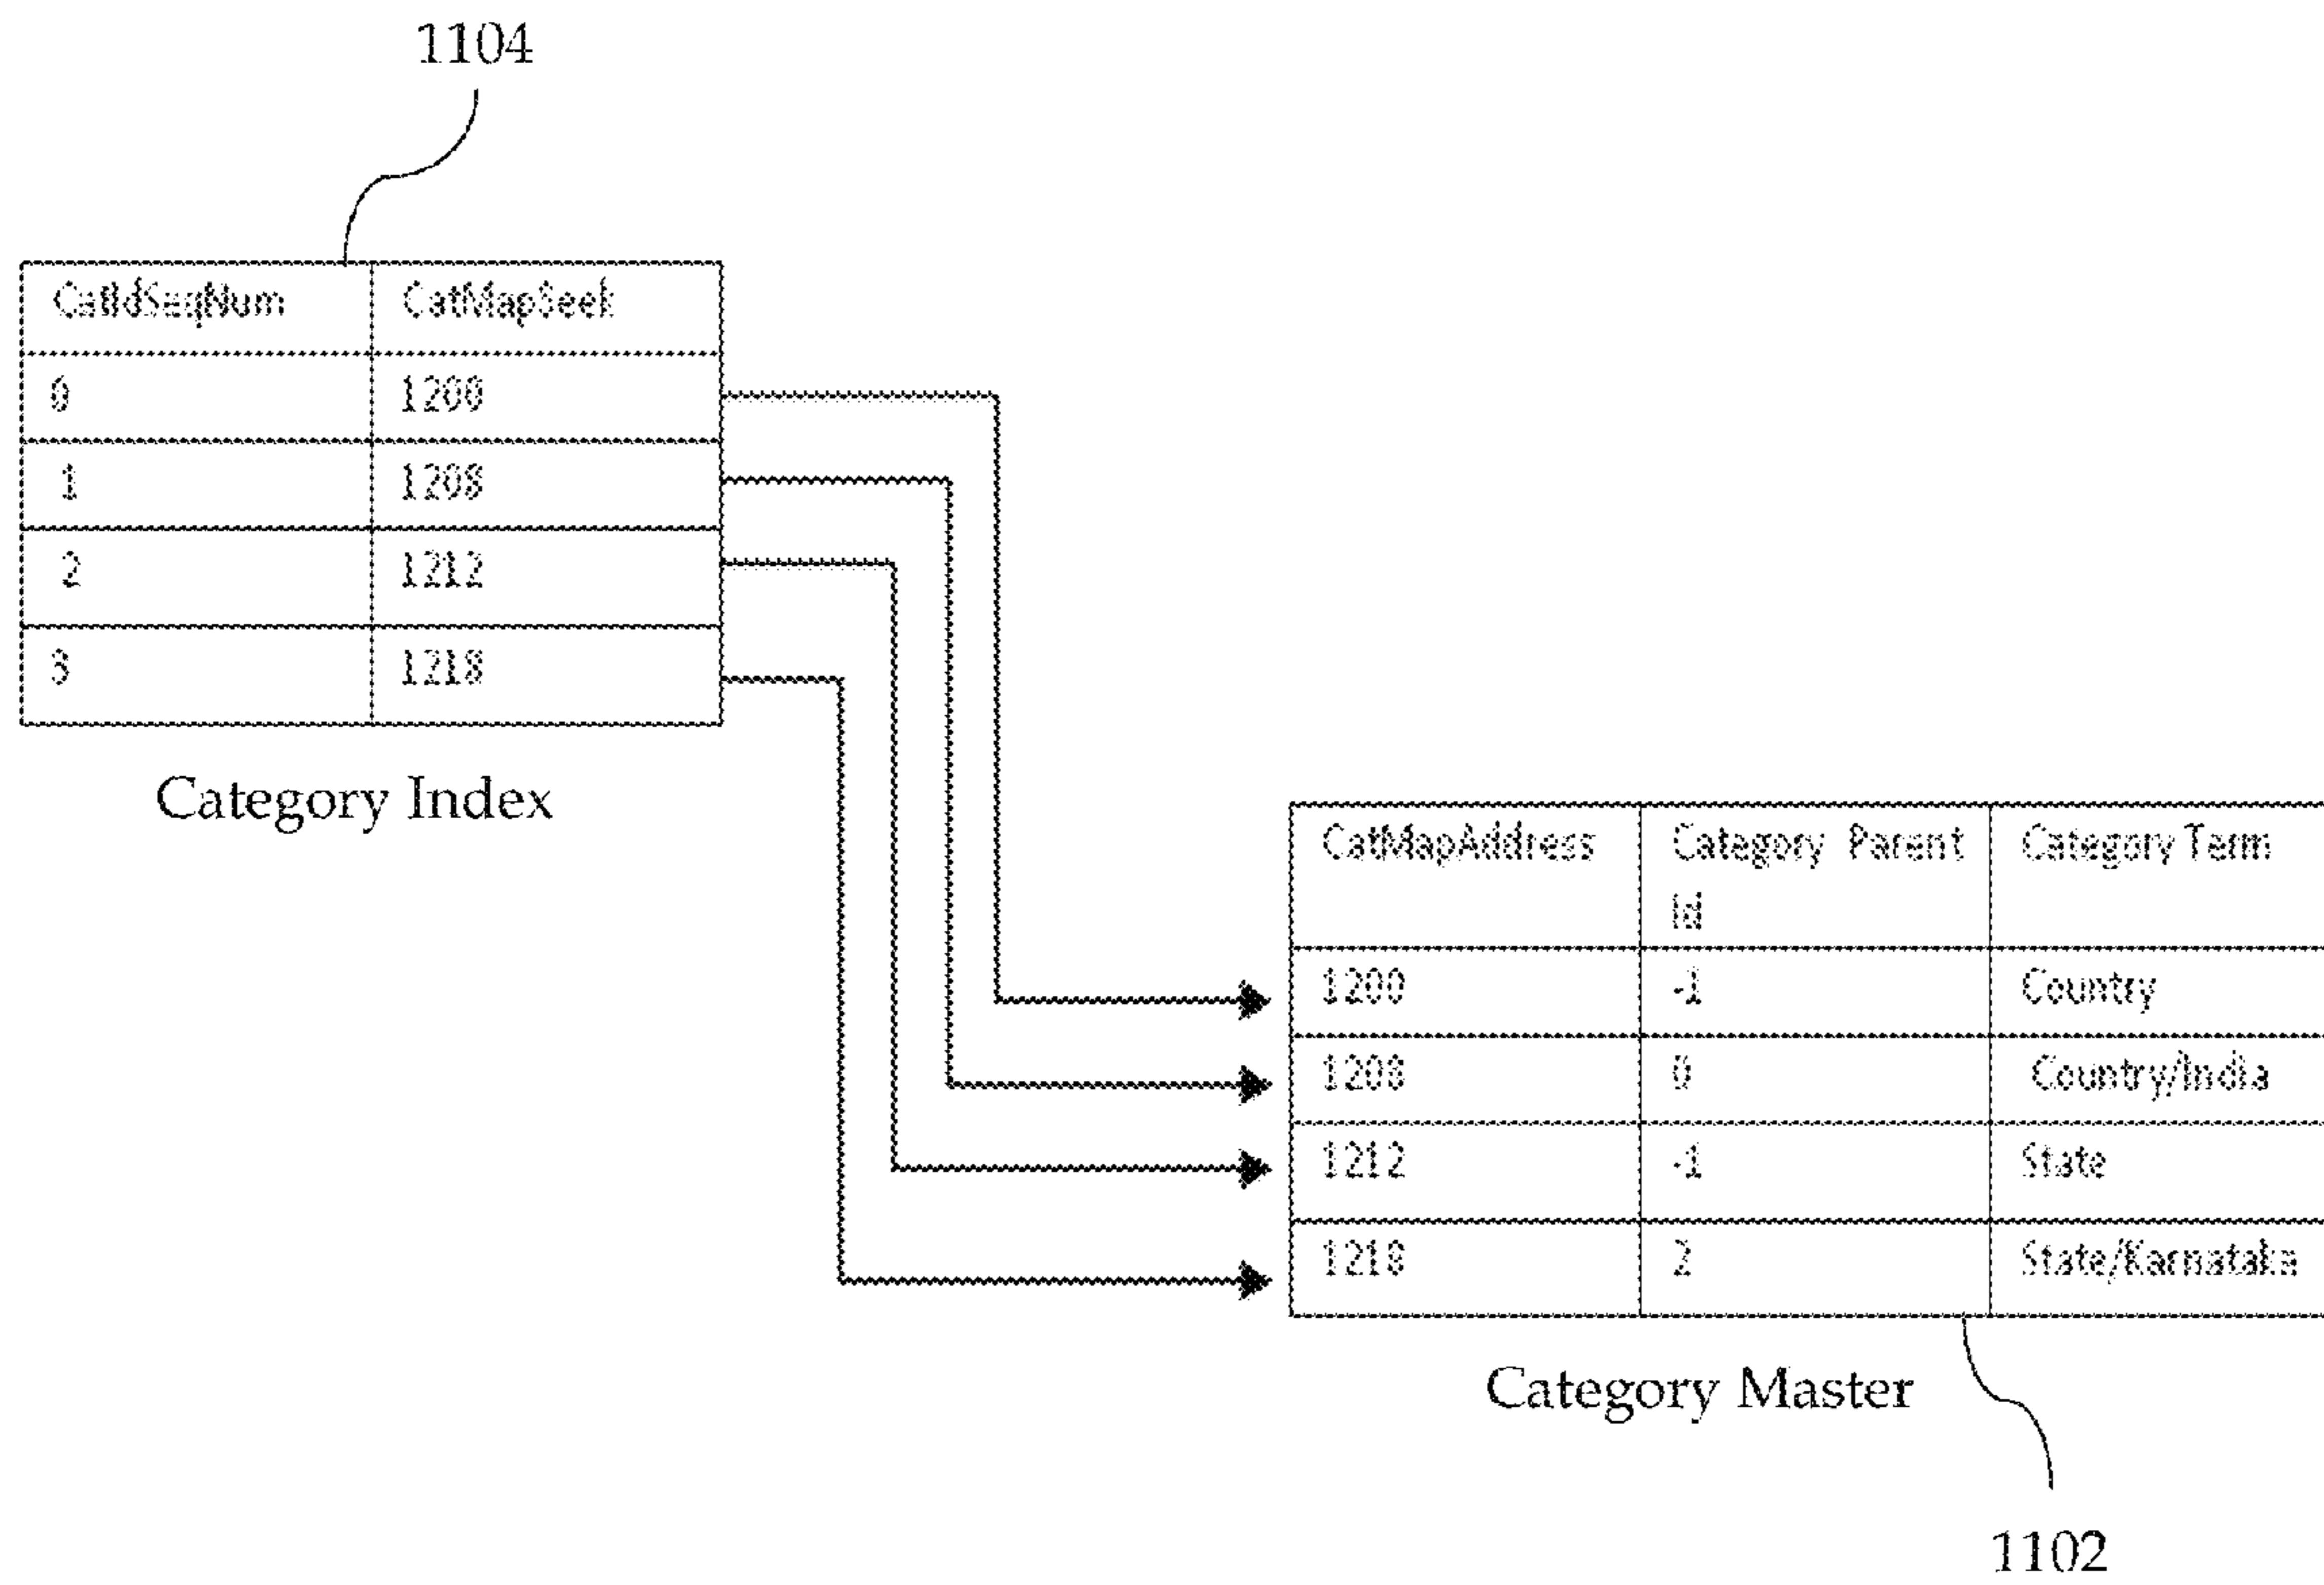 1104
CatIdSeqNum CatMapSeek
0 1200
1 1208
2 1212
3 1218
Category Index
CatMapAddress Category Parent Category Term
Id
1200 -1 Country
1208 0 Country/India
1212 -1 State
1218 2 State/Karnataka
Category Master
1102